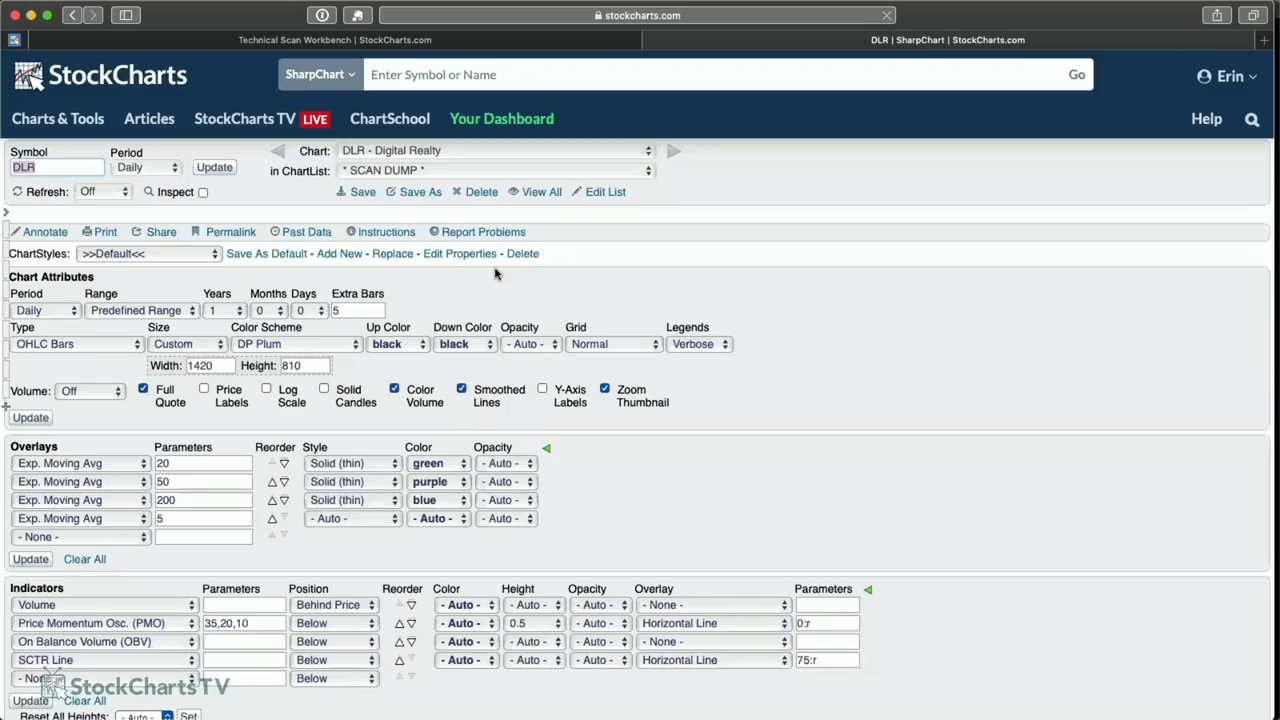 stockcharts.com
Technical Scan Workbench | StockCharts.com
DLR | SharpChart | StockCharts.com
StockCharts
SharpChart
Enter Symbol or Name
Go
Erin
Charts & Tools Articles StockCharts TV LIVE ChartSchool Your Dashboard Help
Symbol Period
DLR Daily Update
Chart: DLR - Digital Realty
in ChartList: * SCAN DUMP *
Refresh: Off Inspect
Save Save As Delete View All Edit List
Annotate Print Share Permalink Past Data Instructions Report Problems
ChartStyles: >>Default<< Save As Default - Add New - Replace - Edit Properties - Delete
Chart Attributes
Period Range Years Months Days Extra Bars
Daily Predefined Range 1 0 0 5
Type Size Color Scheme Up Color Down Color Opacity Grid Legends
OHLC Bars Custom DP Plum black black - Auto - Normal Verbose
Width: 1420 Height: 810
Volume: Off Full Quote Price Labels Log Scale Solid Candles Color Volume Smoothed Lines Y-Axis Labels Zoom Thumbnail
Update
Overlays Parameters Reorder Style Color Opacity
Exp. Moving Avg 20 Solid (thin) green - Auto -
Exp. Moving Avg 50 Solid (thin) purple - Auto -
Exp. Moving Avg 200 Solid (thin) blue - Auto -
Exp. Moving Avg 5 - Auto - - Auto - - Auto -
- None -
Update Clear All
Indicators Parameters Position Reorder Color Height Opacity Overlay Parameters
Volume Behind Price - Auto - - Auto - - Auto - - None -
Price Momentum Osc. (PMO) 35,20,10 Below - Auto - 0.5 - Auto - Horizontal Line 0:r
On Balance Volume (OBV) Below - Auto - - Auto - - Auto - - None -
SCTR Line Below - Auto - - Auto - - Auto - Horizontal Line 75:r
- None - Below
StockChartsTV
Update Clear All
Reset All Heights: - Auto - Set